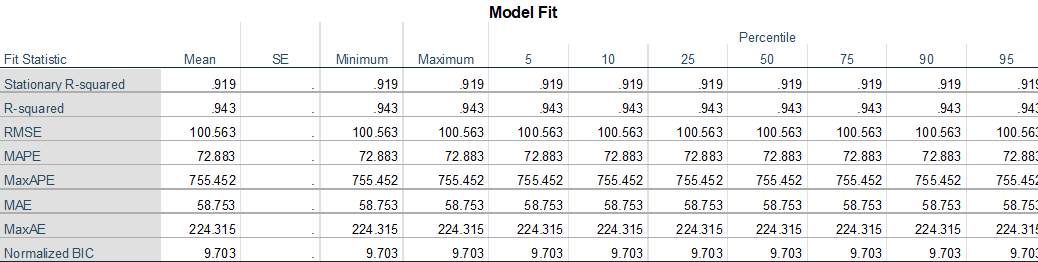 Model Fit
Percentile
Fit Statistic Mean SE Minimum Maximum 5 10 25 50 75 90 95
Stationary R-squared .919 . .919 .919 .919 .919 .919 .919 .919 .919 .919
R-squared .943 . .943 .943 .943 .943 .943 .943 .943 .943 .943
RMSE 100.563 . 100.563 100.563 100.563 100.563 100.563 100.563 100.563 100.563 100.563
MAPE 72.883 . 72.883 72.883 72.883 72.883 72.883 72.883 72.883 72.883 72.883
MaxAPE 755.452 . 755.452 755.452 755.452 755.452 755.452 755.452 755.452 755.452 755.452
MAE 58.753 . 58.753 58.753 58.753 58.753 58.753 58.753 58.753 58.753 58.753
MaxAE 224.315 . 224.315 224.315 224.315 224.315 224.315 224.315 224.315 224.315 224.315
Normalized BIC 9.703 . 9.703 9.703 9.703 9.703 9.703 9.703 9.703 9.703 9.703